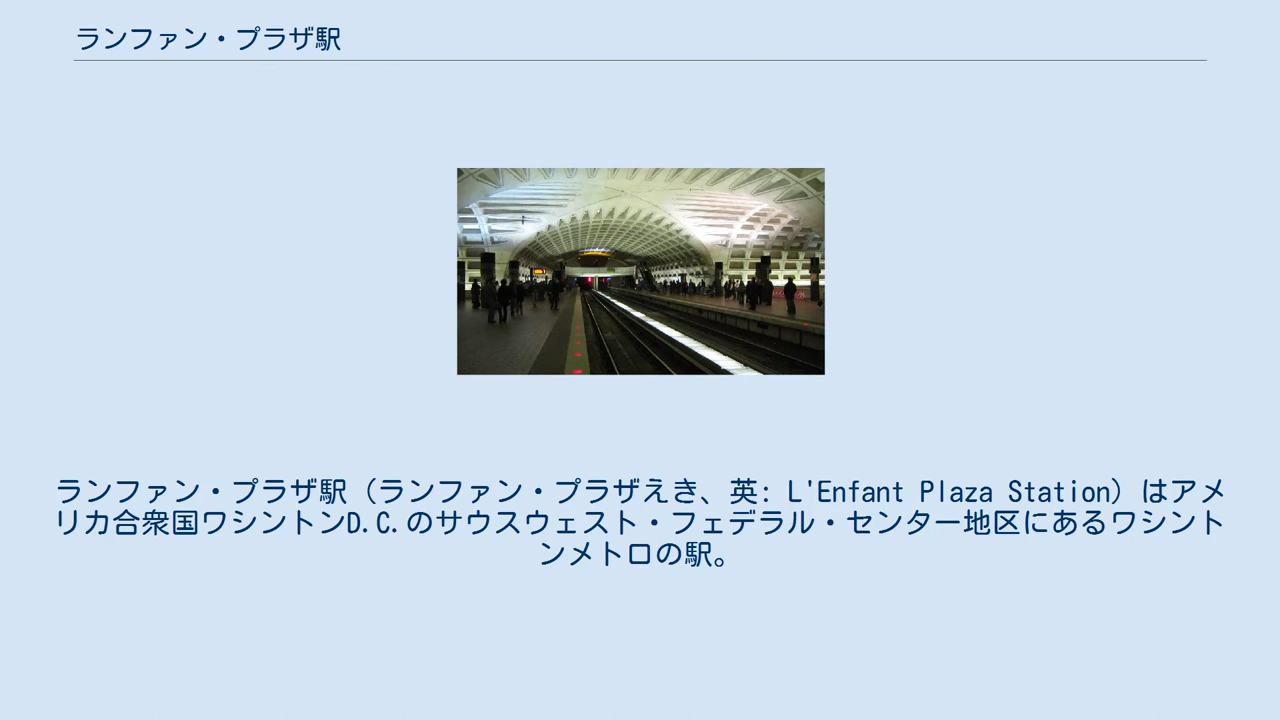 ランファン・プラザ駅
ランファン・プラザ駅（ランファン・プラザえき、英: L'Enfant Plaza Station）はアメ
リカ合衆国ワシントンD.C.のサウスウェスト・フェデラル・センター地区にあるワシント
ンメトロの駅。